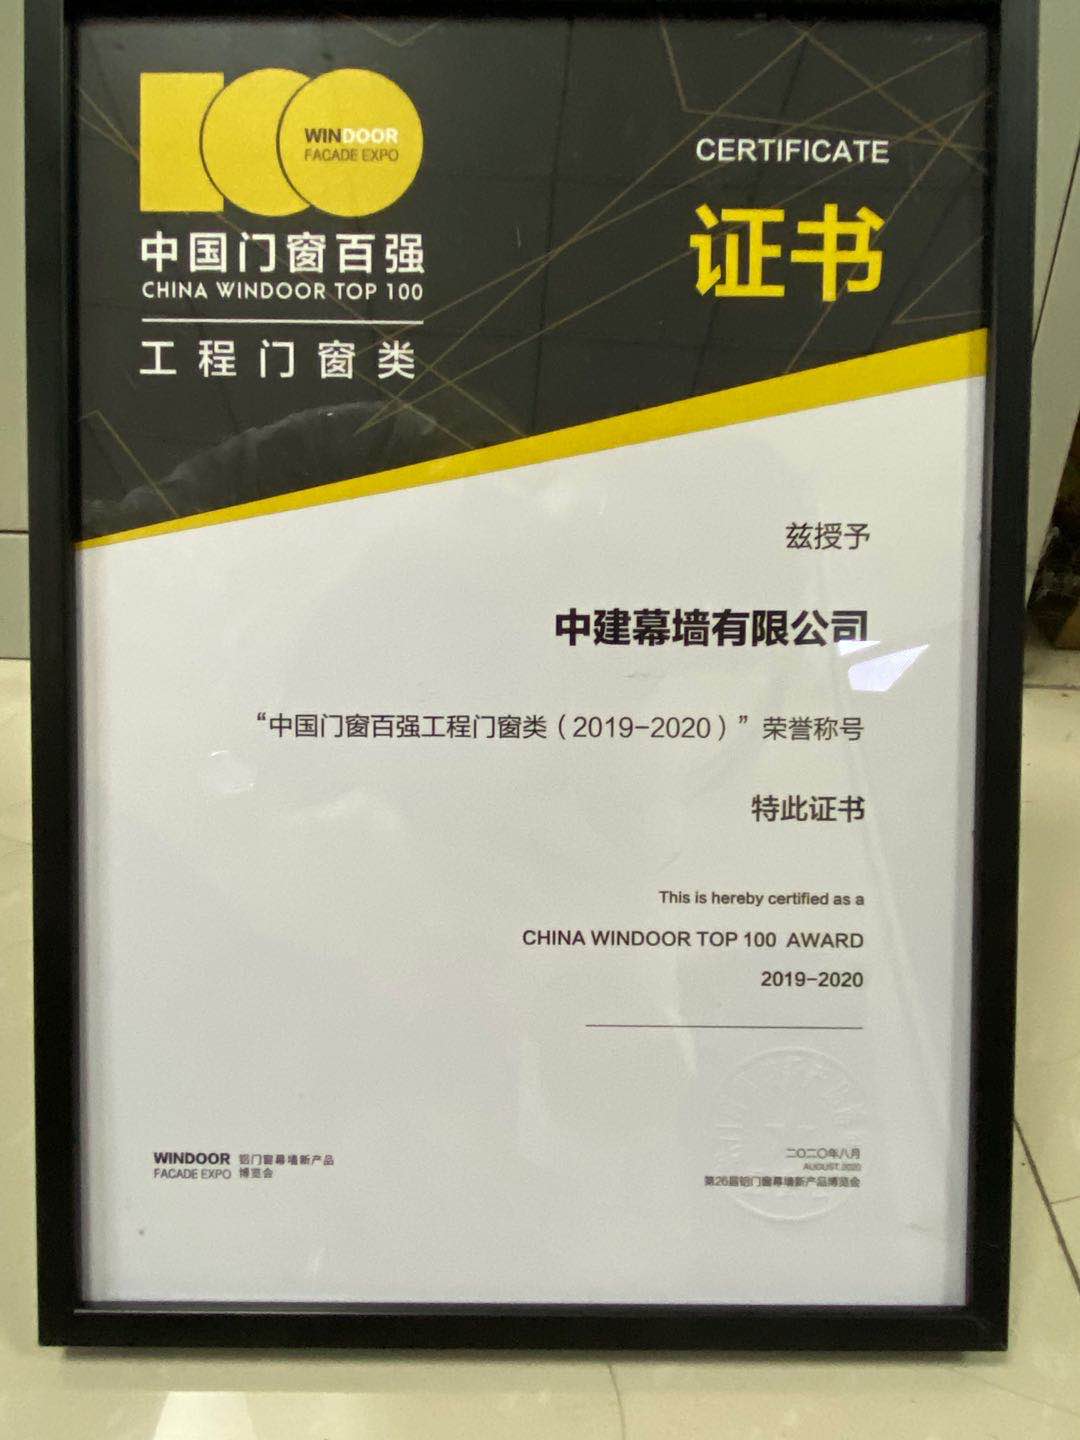 WINDOOR
FACADE EXPO
中国门窗百强
CHINA WINDOOR TOP 100
工程门窗类
CERTIFICATE
证书
兹授予
中建幕墙有限公司
“中国门窗百强工程门窗类（2019-2020）”荣誉称号
特此证书
This is hereby certified as a
CHINA WINDOOR TOP 100 AWARD
2019-2020
WINDOOR 铝门窗幕墙新产品
FACADE EXPO 博览会
二〇二〇年八月
AUGUST.2020
第26届铝门窗幕墙新产品博览会